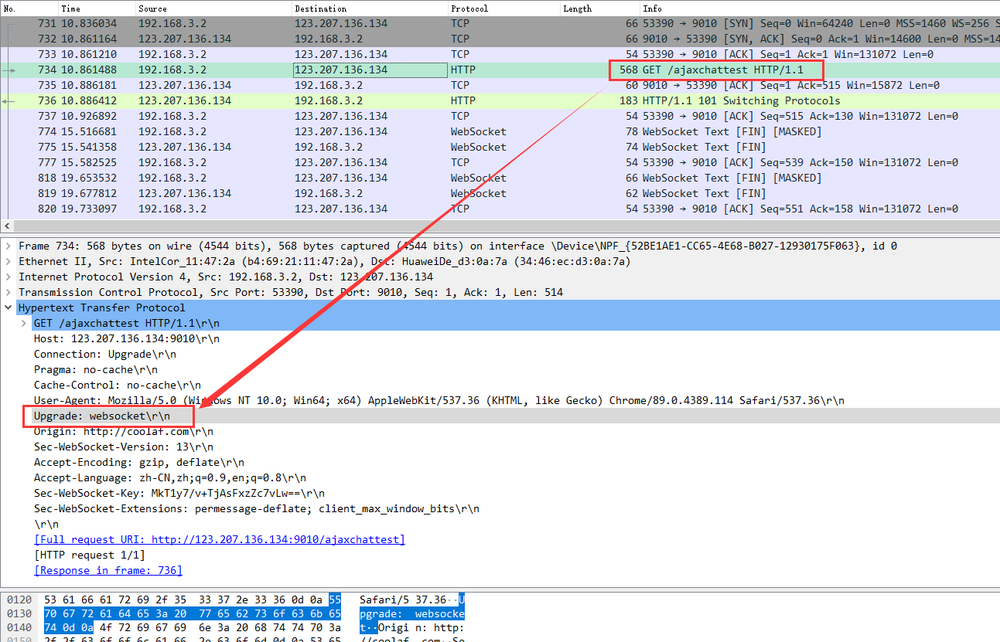 No. Time Source Destination Protocol Length Info
731 10.836034 192.168.3.2 123.207.136.134 TCP 66 53390 → 9010 [SYN] Seq=0 Win=64240 Len=0 MSS=1460 WS=256 S
732 10.861164 123.207.136.134 192.168.3.2 TCP 66 9010 → 53390 [SYN, ACK] Seq=0 Ack=1 Win=14600 Len=0 MSS=14
733 10.861210 192.168.3.2 123.207.136.134 TCP 54 53390 → 9010 [ACK] Seq=1 Ack=1 Win=131072 Len=0
734 10.861488 192.168.3.2 123.207.136.134 HTTP 568 GET /ajaxchattest HTTP/1.1
735 10.886181 123.207.136.134 192.168.3.2 TCP 60 9010 → 53390 [ACK] Seq=1 Ack=515 Win=15872 Len=0
736 10.886412 123.207.136.134 192.168.3.2 HTTP 183 HTTP/1.1 101 Switching Protocols
737 10.926892 192.168.3.2 123.207.136.134 TCP 54 53390 → 9010 [ACK] Seq=515 Ack=130 Win=131072 Len=0
774 15.516681 192.168.3.2 123.207.136.134 WebSocket 78 WebSocket Text [FIN] [MASKED]
775 15.541358 123.207.136.134 192.168.3.2 WebSocket 74 WebSocket Text [FIN]
777 15.582525 192.168.3.2 123.207.136.134 TCP 54 53390 → 9010 [ACK] Seq=539 Ack=150 Win=131072 Len=0
818 19.653532 192.168.3.2 123.207.136.134 WebSocket 66 WebSocket Text [FIN] [MASKED]
819 19.677812 123.207.136.134 192.168.3.2 WebSocket 62 WebSocket Text [FIN]
820 19.733097 192.168.3.2 123.207.136.134 TCP 54 53390 → 9010 [ACK] Seq=551 Ack=158 Win=131072 Len=0
Frame 734: 568 bytes on wire (4544 bits), 568 bytes captured (4544 bits) on interface \Device\NPF_{52BE1AE1-CC65-4E68-B027-12930175F063}, id 0
Ethernet II, Src: IntelCor_11:47:2a (b4:69:21:11:47:2a), Dst: HuaweiDe_d3:0a:7a (34:46:ec:d3:0a:7a)
Internet Protocol Version 4, Src: 192.168.3.2, Dst: 123.207.136.134
Transmission Control Protocol, Src Port: 53390, Dst Port: 9010, Seq: 1, Ack: 1, Len: 514
Hypertext Transfer Protocol
GET /ajaxchattest HTTP/1.1\r\n
Host: 123.207.136.134:9010\r\n
Connection: Upgrade\r\n
Pragma: no-cache\r\n
Cache-Control: no-cache\r\n
User-Agent: Mozilla/5.0 (Windows NT 10.0; Win64; x64) AppleWebKit/537.36 (KHTML, like Gecko) Chrome/89.0.4389.114 Safari/537.36\r\n
Upgrade: websocket\r\n
Origin: http://coolaf.com\r\n
Sec-WebSocket-Version: 13\r\n
Accept-Encoding: gzip, deflate\r\n
Accept-Language: zh-CN,zh;q=0.9,en;q=0.8\r\n
Sec-WebSocket-Key: MkT1y7/v+TjAsFxzZc7vLw==\r\n
Sec-WebSocket-Extensions: permessage-deflate; client_max_window_bits\r\n
\r\n
[Full request URI: http://123.207.136.134:9010/ajaxchattest]
[HTTP request 1/1]
[Response in frame: 736]
0120 53 61 66 61 72 69 2f 35 33 37 2e 33 36 0d 0a 55 Safari/5 37.36··U
0130 70 67 72 61 64 65 3a 20 77 65 62 73 6f 63 6b 65 pgrade: websocke
0140 74 0d 0a 4f 72 69 67 69 6e 3a 20 68 74 74 70 3a t··Origi n: http:
0150 2f 2f 63 6f 6f 6c 61 66 2e 63 6f 6d 0d 0a 53 65 //coolaf .com··Se